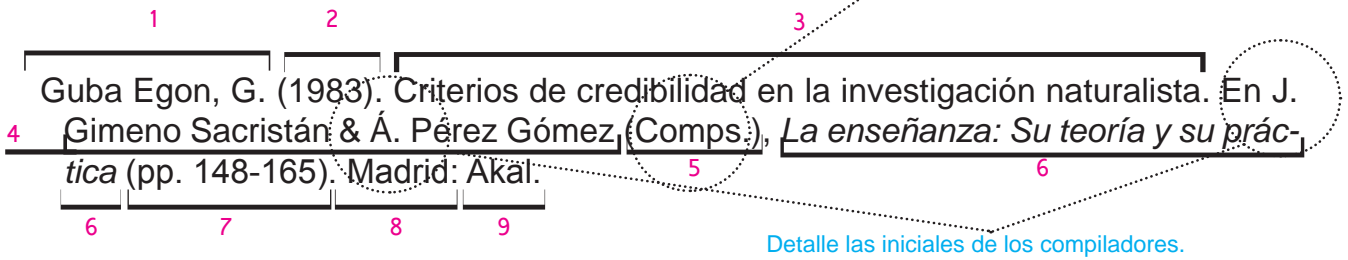 1 2 3
Guba Egon, G. (1983). Criterios de credibilidad en la investigación naturalista. En J.
4 Gimeno Sacristán & Á. Perez Gómez (Comps.), La enseñanza: Su teoría y su prác-
5 6
tica (pp. 148-165). Madrid: Akal.
6 7 8 9
Detalle las iniciales de los compiladores.